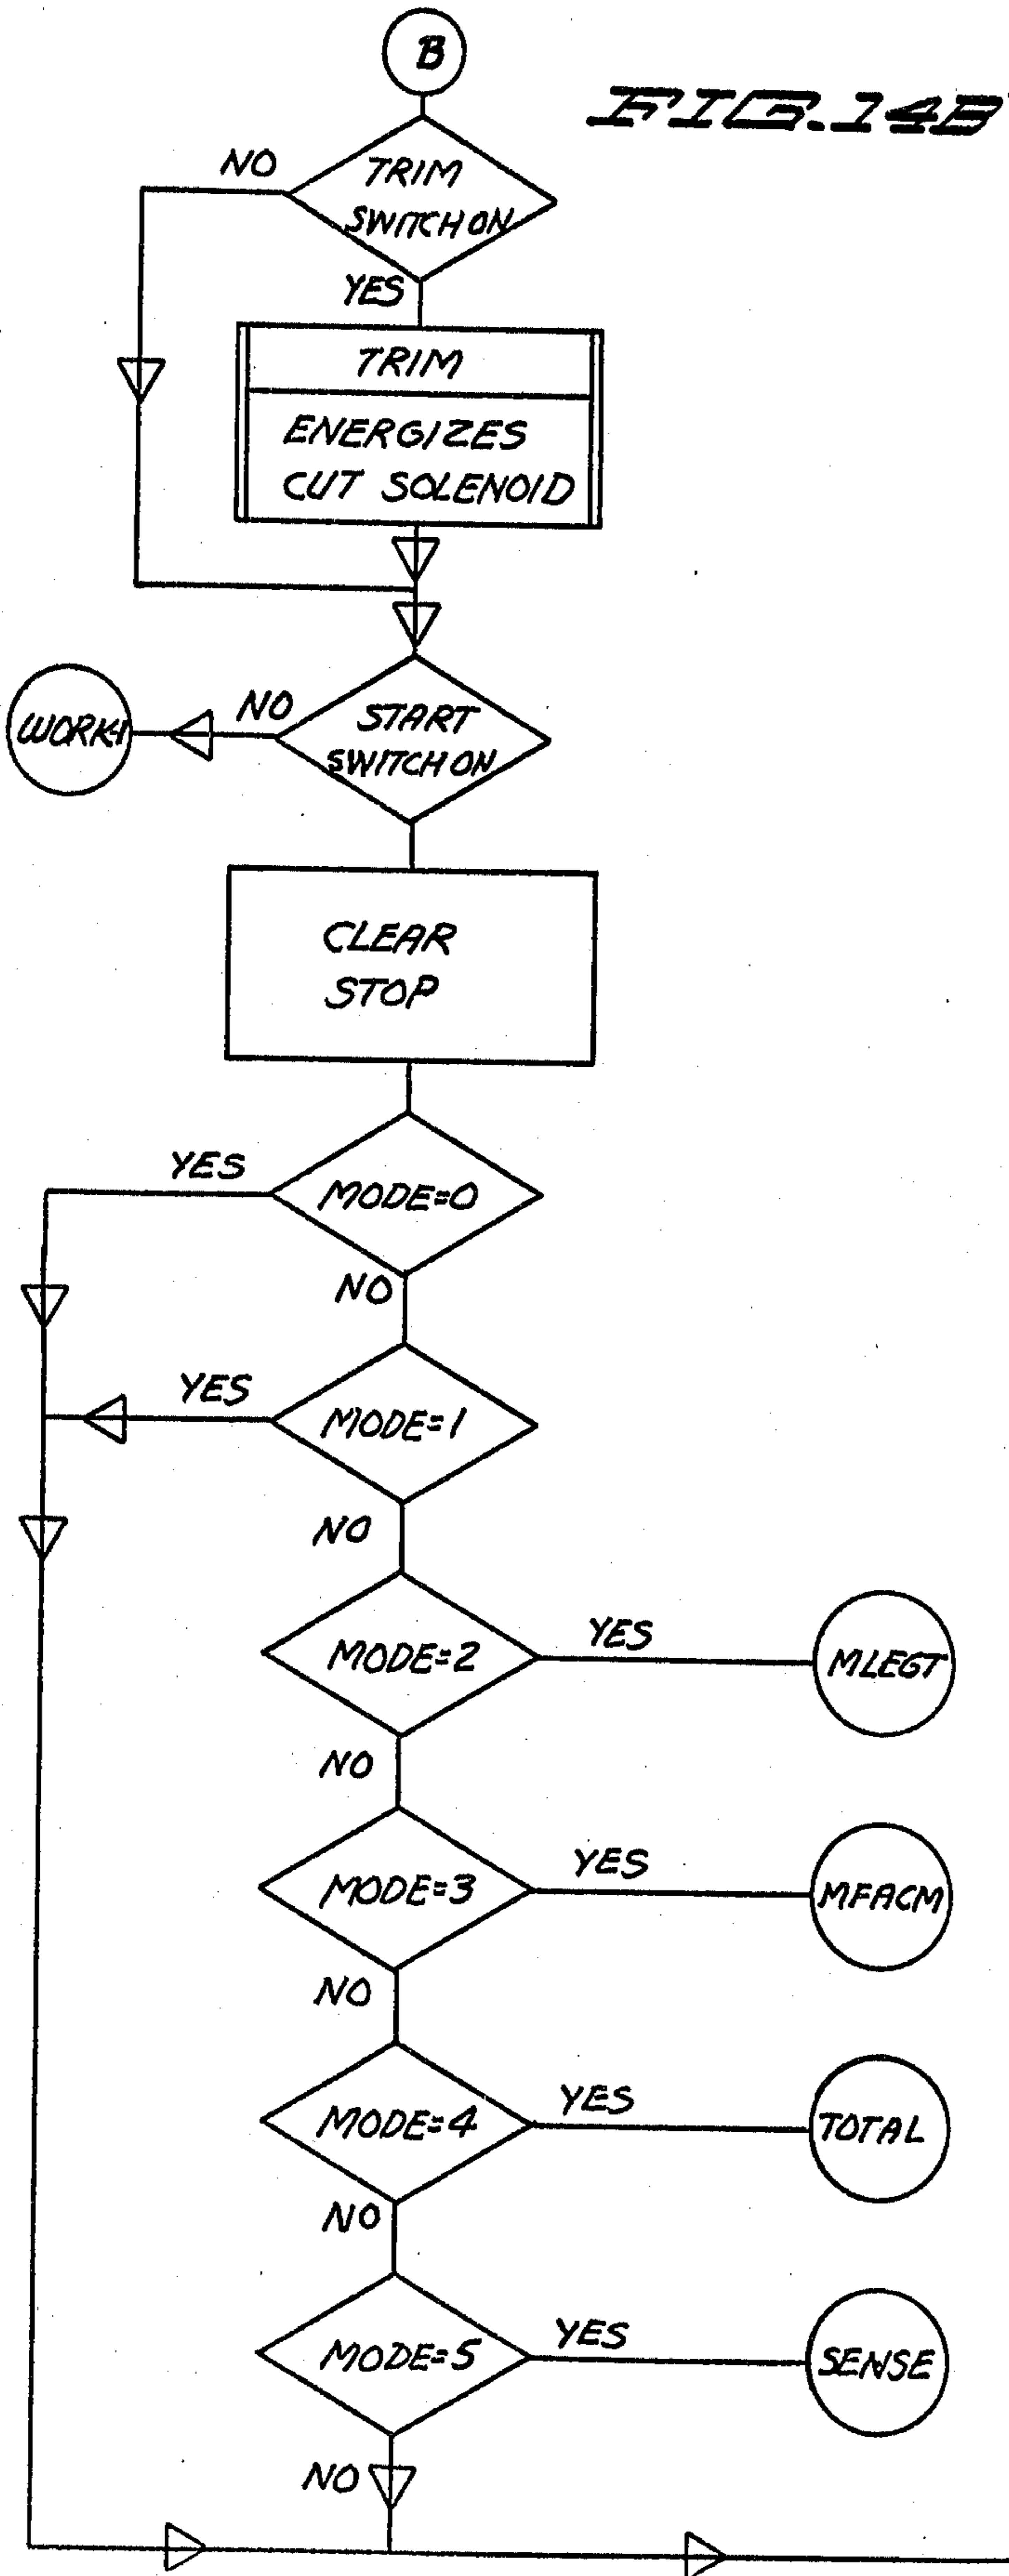 B
FIG. 14B
NO
TRIM
SWITCH ON
YES
TRIM
ENERGIZES
CUT SOLENOID
WORK-1
NO
START
SWITCH ON
CLEAR
STOP
YES
MODE=0
NO
YES
MODE=1
NO
MODE=2
YES
MLEGT
NO
MODE=3
YES
MFACM
NO
MODE=4
YES
TOTAL
NO
MODE=5
YES
SENSE
NO